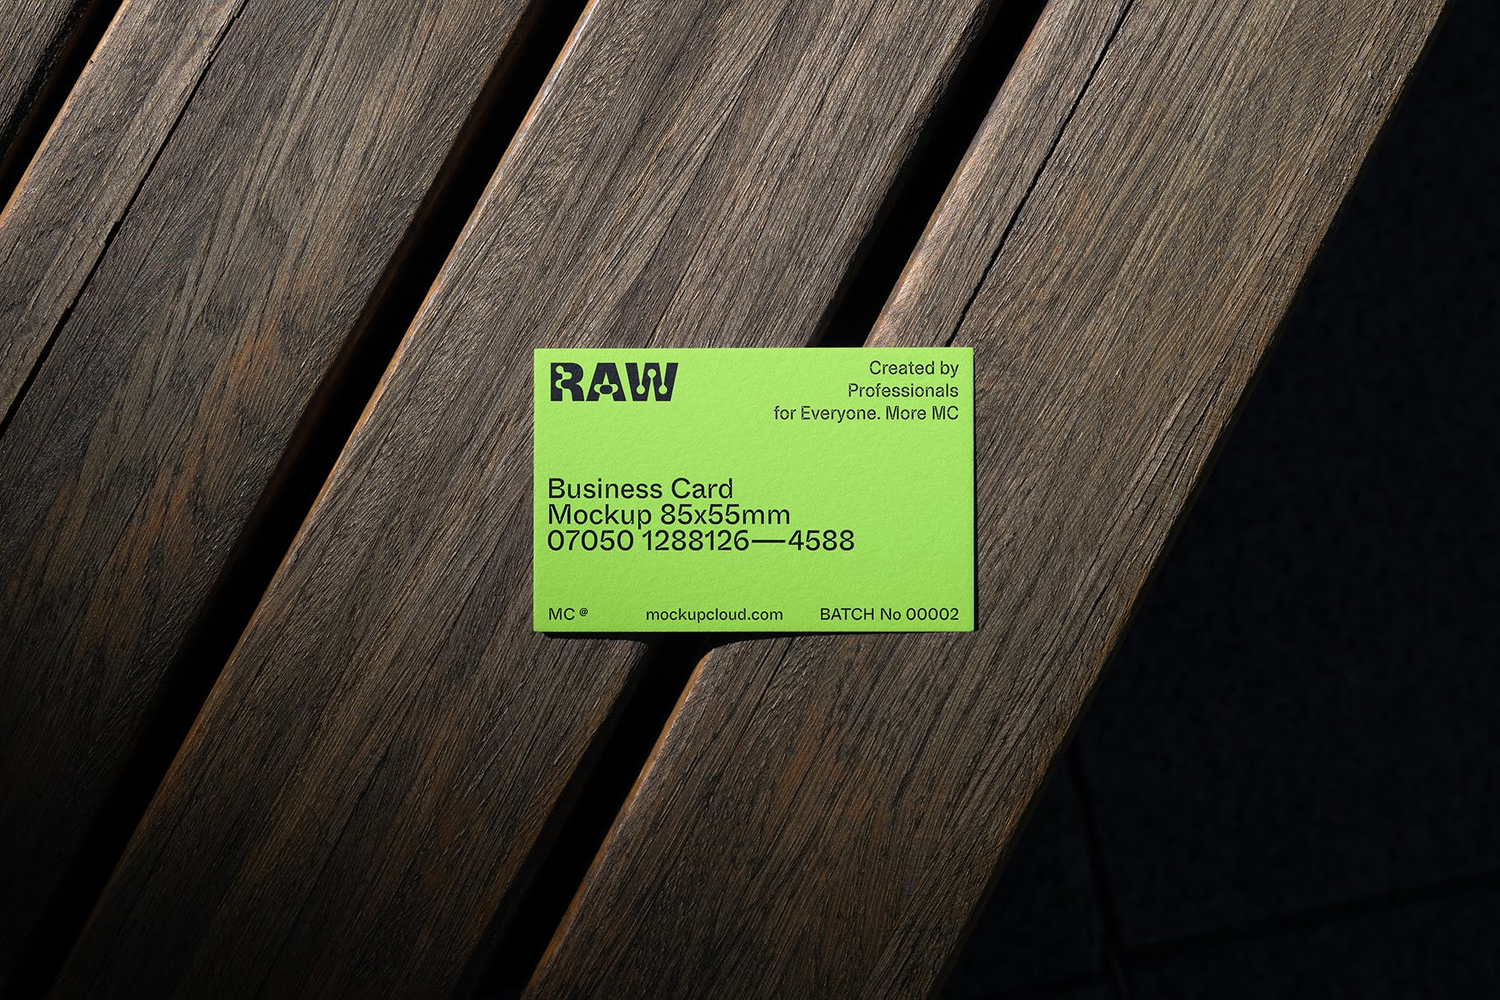 RAW
Created by
Professionals
for Everyone. More MC
Business Card
Mockup 85x55mm
07050 1288126—4588
MC @
mockupcloud.com
BATCH No 00002